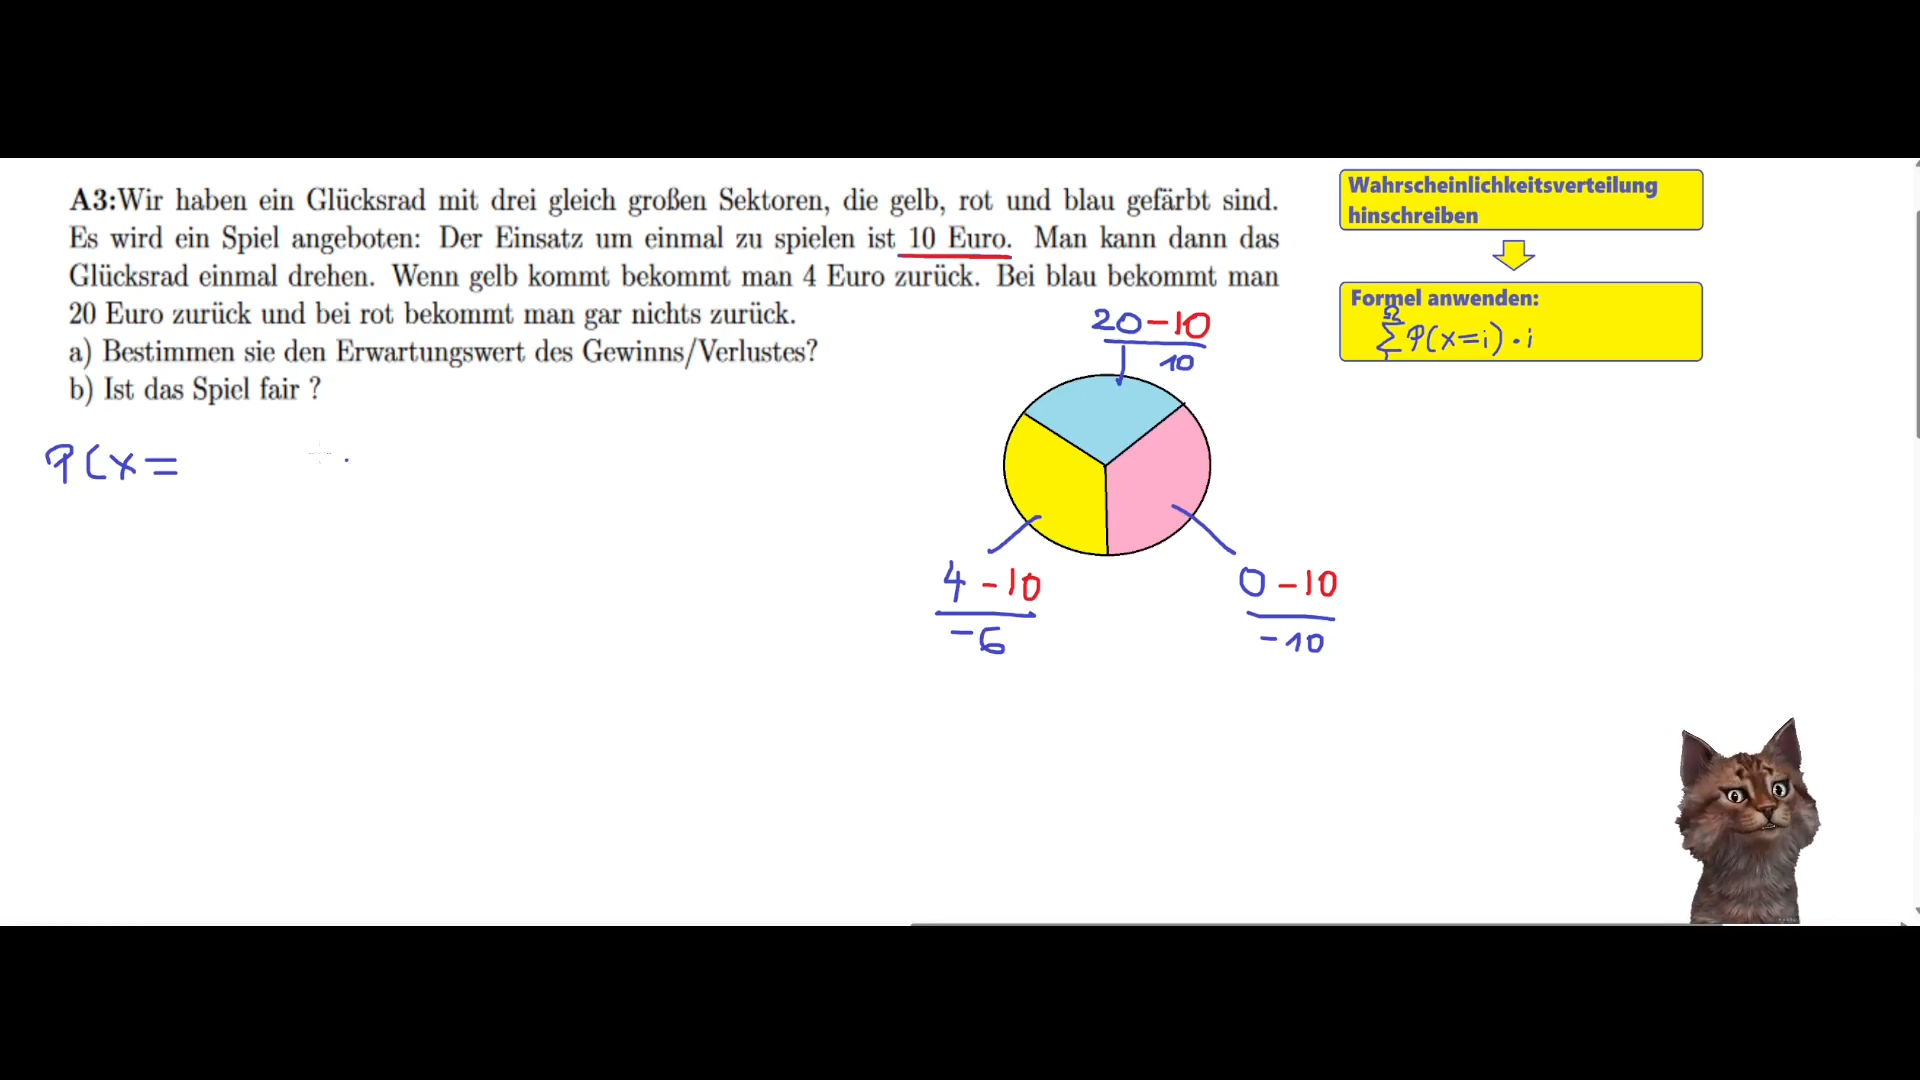 A3:Wir haben ein Glücksrad mit drei gleich großen Sektoren, die gelb, rot und blau gefärbt sind.
Es wird ein Spiel angeboten: Der Einsatz um einmal zu spielen ist 10 Euro. Man kann dann das
Glücksrad einmal drehen. Wenn gelb kommt bekommt man 4 Euro zurück. Bei blau bekommt man
20 Euro zurück und bei rot bekommt man gar nichts zurück.
a) Bestimmen sie den Erwartungswert des Gewinns/Verlustes?
b) Ist das Spiel fair ?
P(x=
20-10
10
4-10
-6
0-10
-10
Wahrscheinlichkeitsverteilung
hinschreiben
Formel anwenden:
Ω
∑ P(x=i)·i